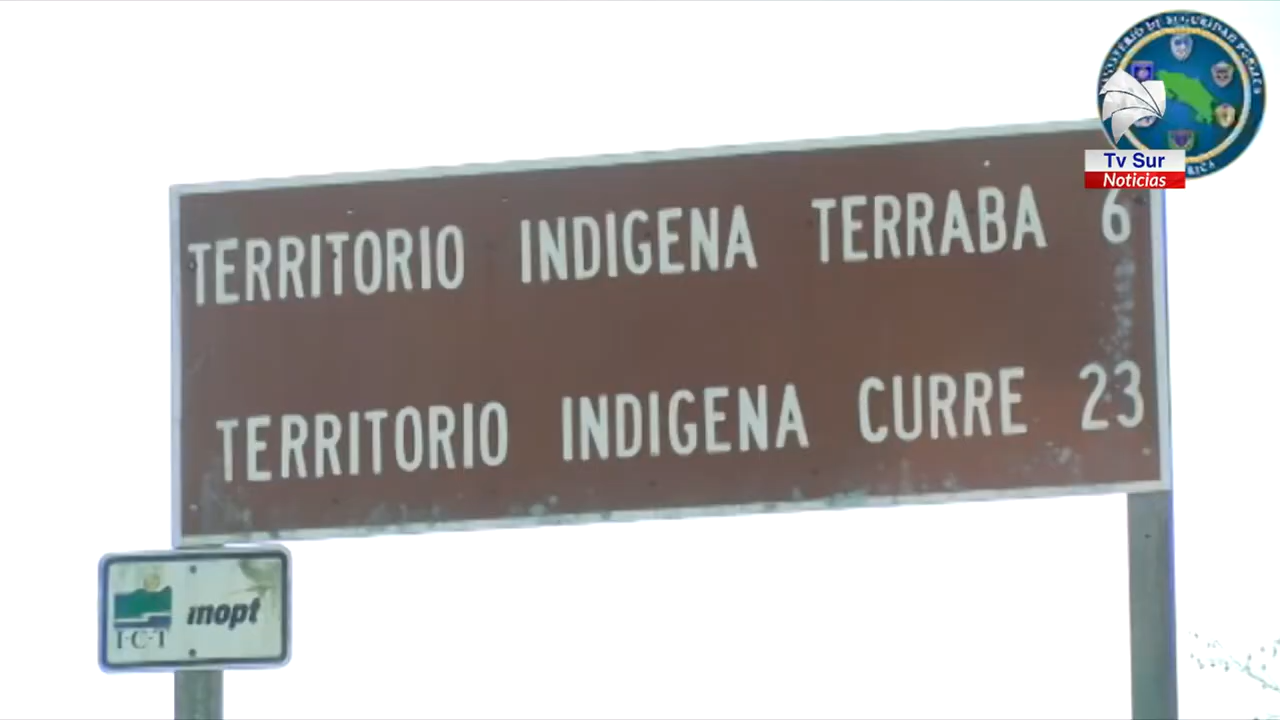 TERRITORIO INDIGENA TERRABA 6
TERRITORIO INDIGENA CURRE 23
I·C·T
mopt
Tv Sur
Noticias